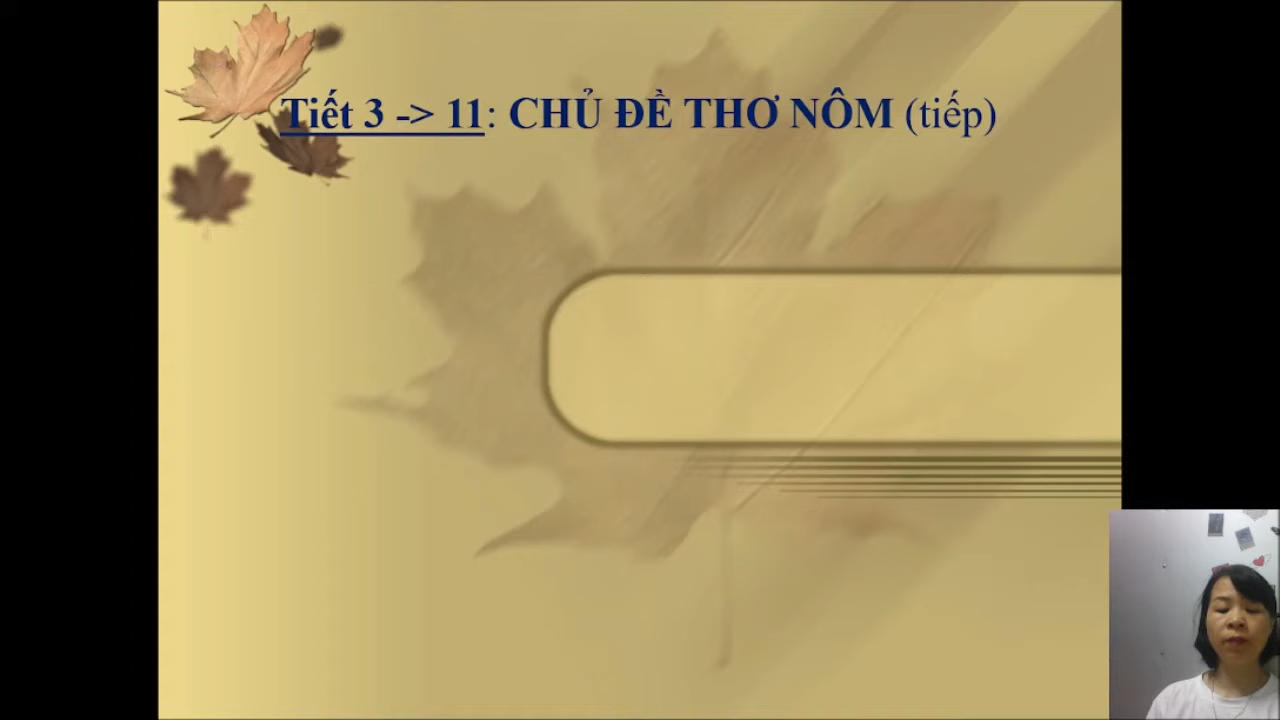 Tiết 3 -> 11: CHỦ ĐỀ THƠ NÔM (tiếp)